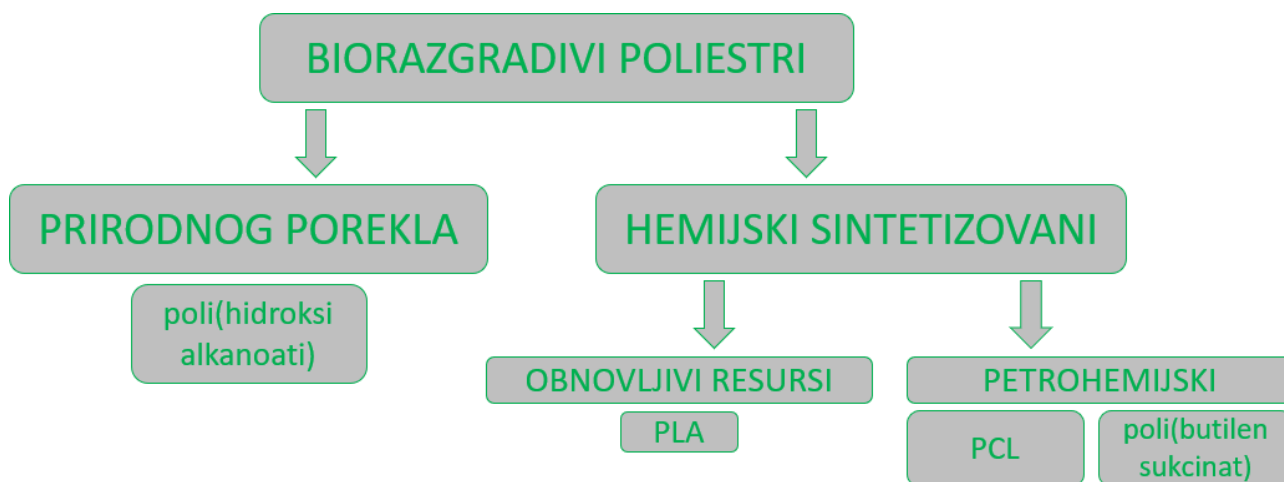 BIORAZGRADIVI POLIESTRI
PRIRODNOG POREKLA
HEMIJSKI SINTETIZOVANI
poli(hidroksi
alkanoati)
OBNOVLJIVI RESURSI
PETROHEMIJSKI
PLA
PCL
poli(butilen
sukcinat)